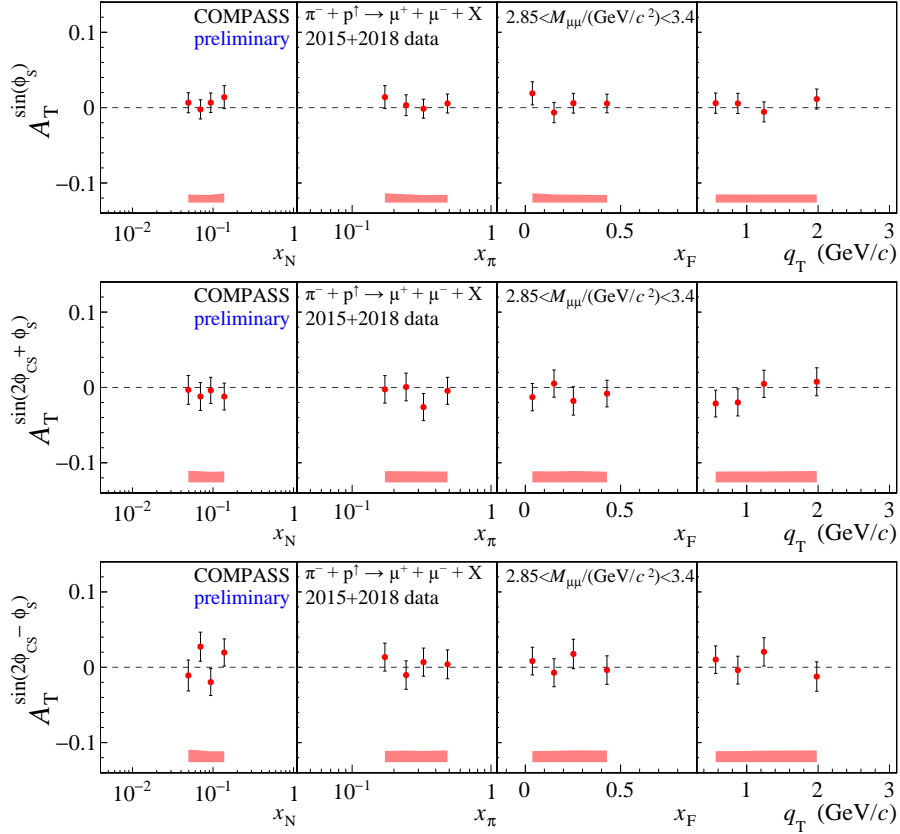 COMPASS
preliminary
π⁻ + p↑ → μ⁺ + μ⁻ + X
2015+2018 data
2.85<M_μμ/(GeV/c²)<3.4
A_T^sin(φ_S)
0.1
0
−0.1
10⁻² 10⁻¹ 1
x_N
10⁻¹ 1
x_π
0 0.5
x_F
1 2 3
q_T (GeV/c)
COMPASS
preliminary
π⁻ + p↑ → μ⁺ + μ⁻ + X
2015+2018 data
2.85<M_μμ/(GeV/c²)<3.4
A_T^sin(2φ_CS + φ_S)
0.1
0
−0.1
10⁻² 10⁻¹ 1
x_N
10⁻¹ 1
x_π
0 0.5
x_F
1 2 3
q_T (GeV/c)
COMPASS
preliminary
π⁻ + p↑ → μ⁺ + μ⁻ + X
2015+2018 data
2.85<M_μμ/(GeV/c²)<3.4
A_T^sin(2φ_CS − φ_S)
0.1
0
−0.1
10⁻² 10⁻¹ 1
x_N
10⁻¹ 1
x_π
0 0.5
x_F
1 2 3
q_T (GeV/c)